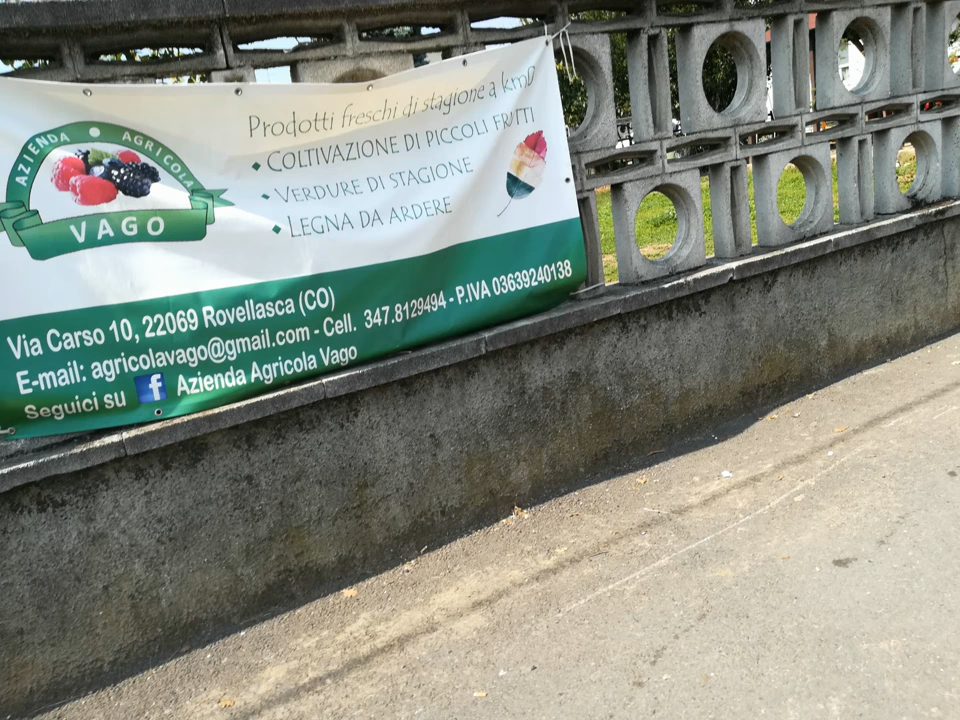 AZIENDA AGRICOLA
VAGO
Prodotti freschi di stagione a km0
COLTIVAZIONE DI PICCOLI FRUTTI
VERDURE DI STAGIONE
LEGNA DA ARDERE
Via Carso 10, 22069 Rovellasca (CO)
E-mail: agricolavago@gmail.com - Cell. 347.8129494 - P.IVA 03639240138
Seguici su f Azienda Agricola Vago